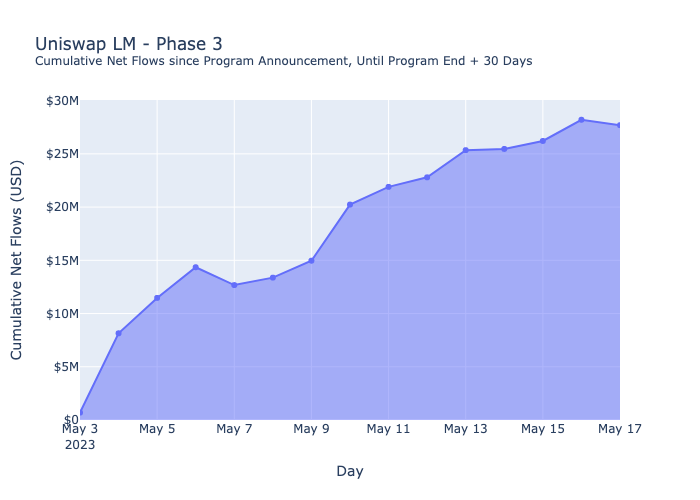 Uniswap LM - Phase 3
Cumulative Net Flows since Program Announcement, Until Program End + 30 Days
Cumulative Net Flows (USD)
$30M
$25M
$20M
$15M
$10M
$5M
$0
May 3 May 5 May 7 May 9 May 11 May 13 May 15 May 17
2023
Day